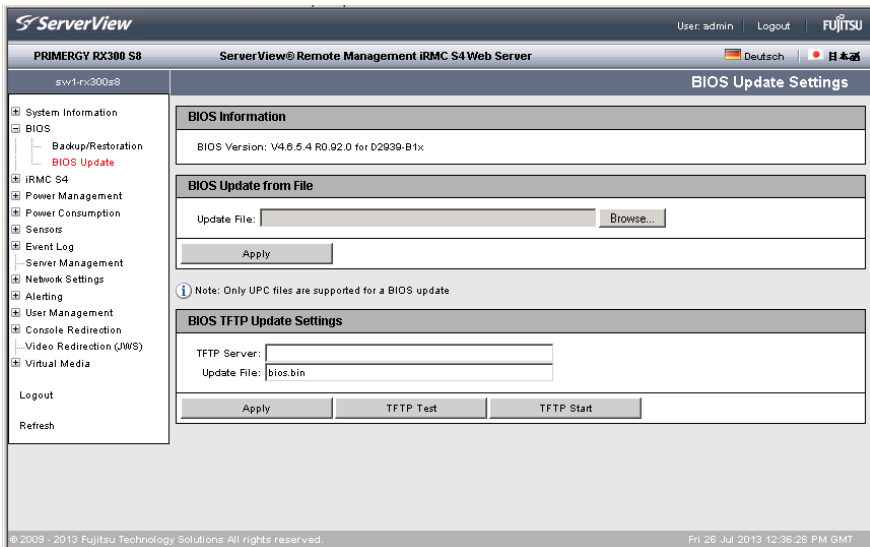 ServerView
User: admin Logout FUJITSU
PRIMERGY RX300 S8 ServerView® Remote Management iRMC S4 Web Server Deutsch 日本語
sw1-rx300s8 BIOS Update Settings
System Information
BIOS
Backup/Restoration
BIOS Update
iRMC S4
Power Management
Power Consumption
Sensors
Event Log
Server Management
Network Settings
Alerting
User Management
Console Redirection
Video Redirection (JWS)
Virtual Media
Logout
Refresh
BIOS Information
BIOS Version: V4.6.5.4 R0.92.0 for D2939-B1x
BIOS Update from File
Update File: Browse...
Apply
Note: Only UPC files are supported for a BIOS update
BIOS TFTP Update Settings
TFTP Server:
Update File: bios.bin
Apply TFTP Test TFTP Start
© 2009 - 2013 Fujitsu Technology Solutions All rights reserved. Fri 26 Jul 2013 12:36:26 PM GMT